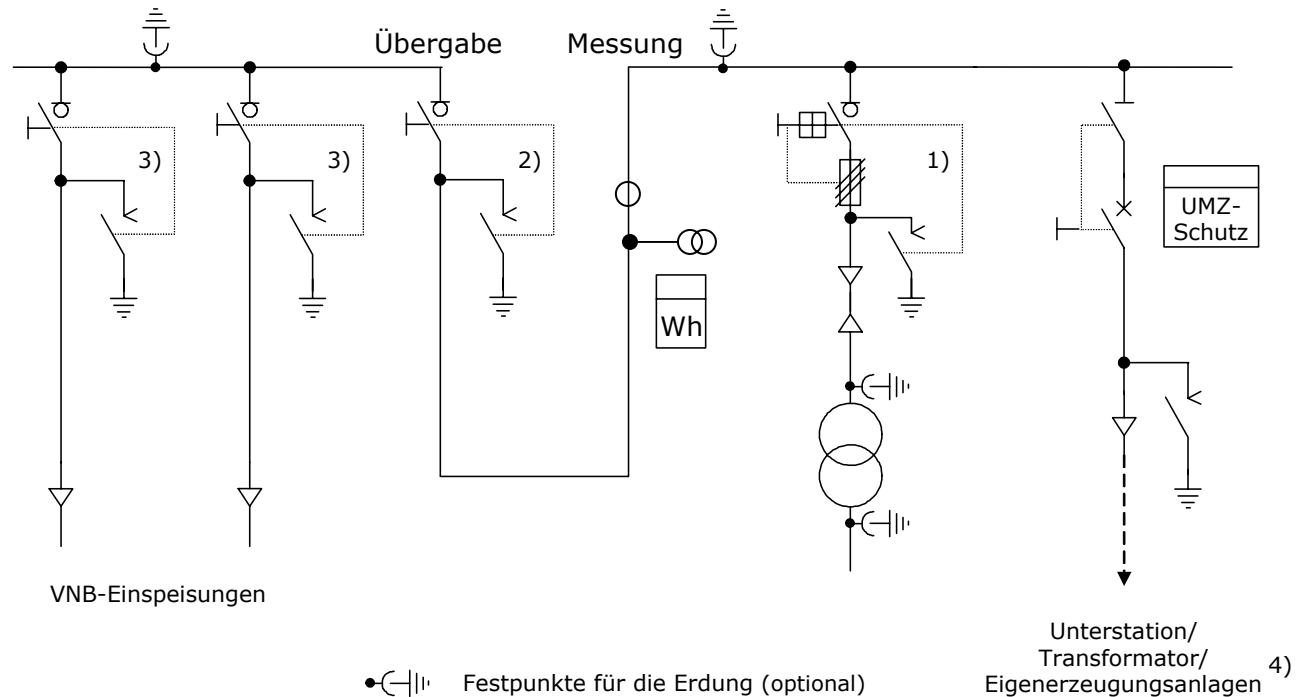 Übergabe
Messung
3)
3)
2)
1)
UMZ-
Schutz
Wh
VNB-Einspeisungen
Unterstation/
Transformator/
Eigenerzeugungsanlagen 4)
Festpunkte für die Erdung (optional)